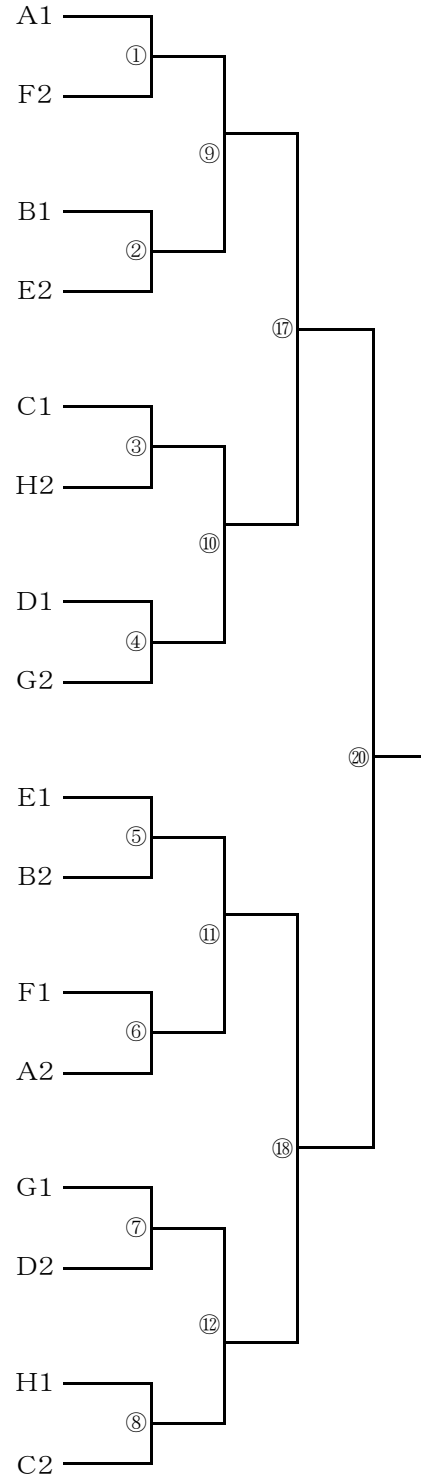 A1
①
F2
⑨
B1
②
E2
⑰
C1
③
H2
⑩
D1
④
G2
⑳
E1
⑤
B2
⑪
F1
⑥
A2
⑱
G1
⑦
D2
⑫
H1
⑧
C2